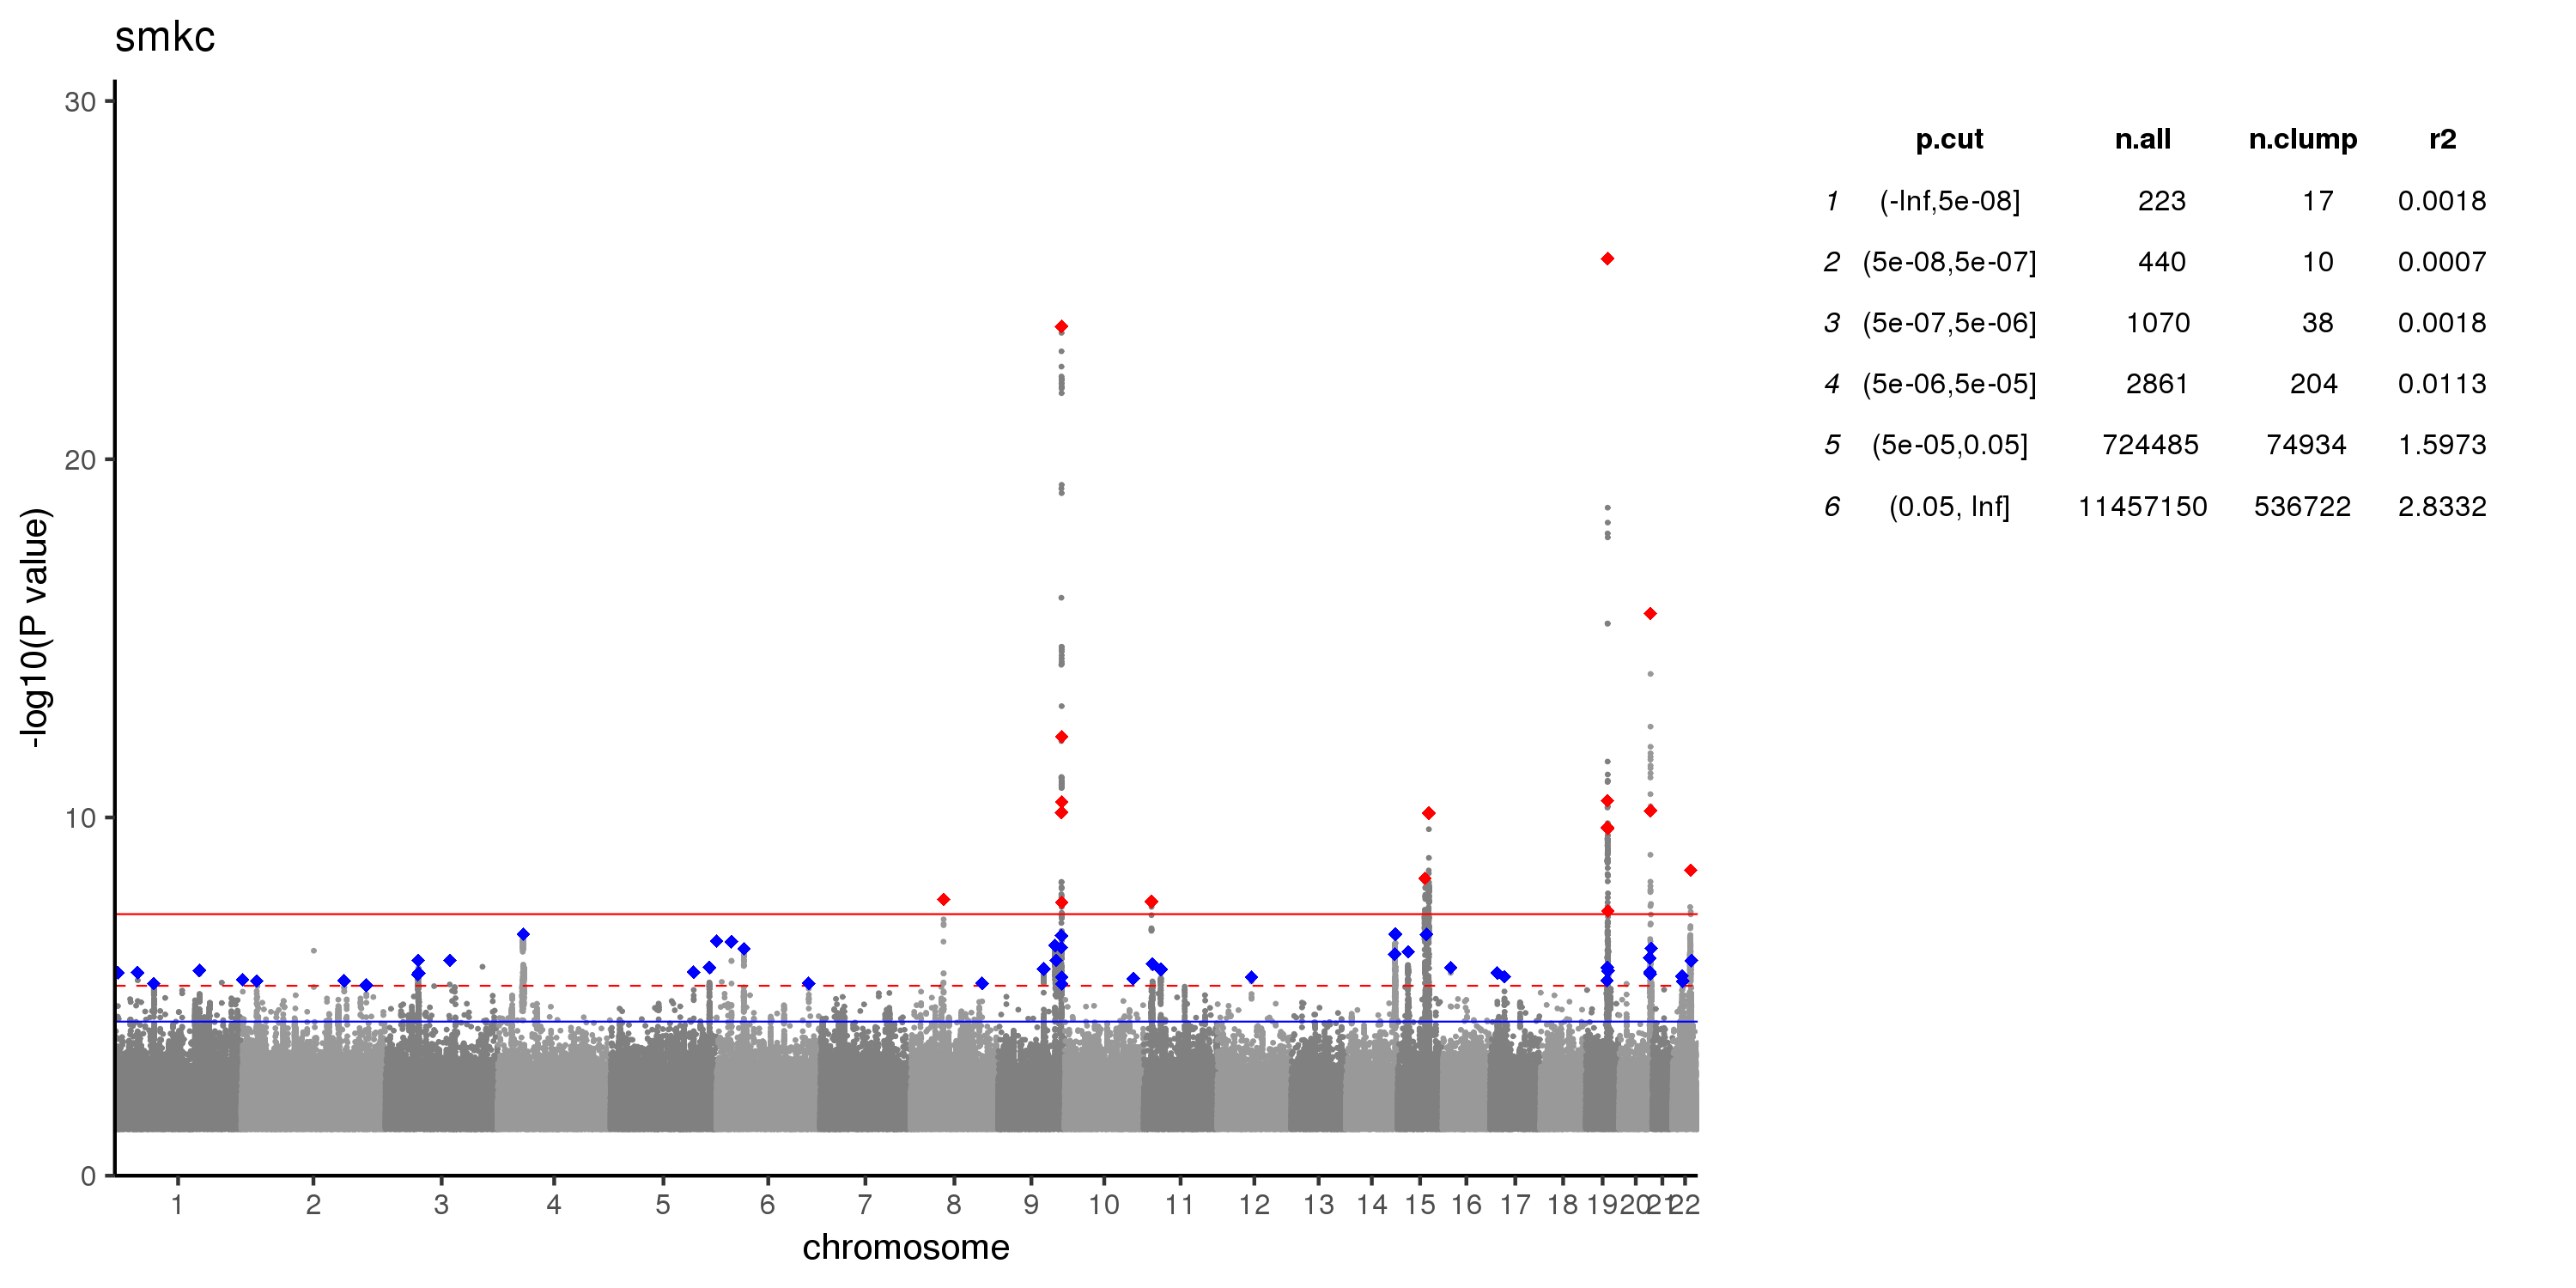 smkc
30
20
10
0
-log10(P value)
1 2 3 4 5 6 7 8 9 10 11 12 13 14 15 16 17 18 19 20 21 22
chromosome
p.cut n.all n.clump r2
1 (-Inf,5e-08] 223 17 0.0018
2 (5e-08,5e-07] 440 10 0.0007
3 (5e-07,5e-06] 1070 38 0.0018
4 (5e-06,5e-05] 2861 204 0.0113
5 (5e-05,0.05] 724485 74934 1.5973
6 (0.05, Inf] 11457150 536722 2.8332